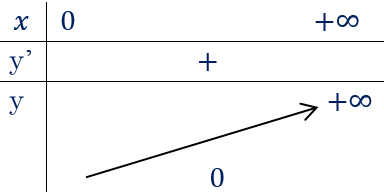 x 0 +∞
y’ +
y +∞
0